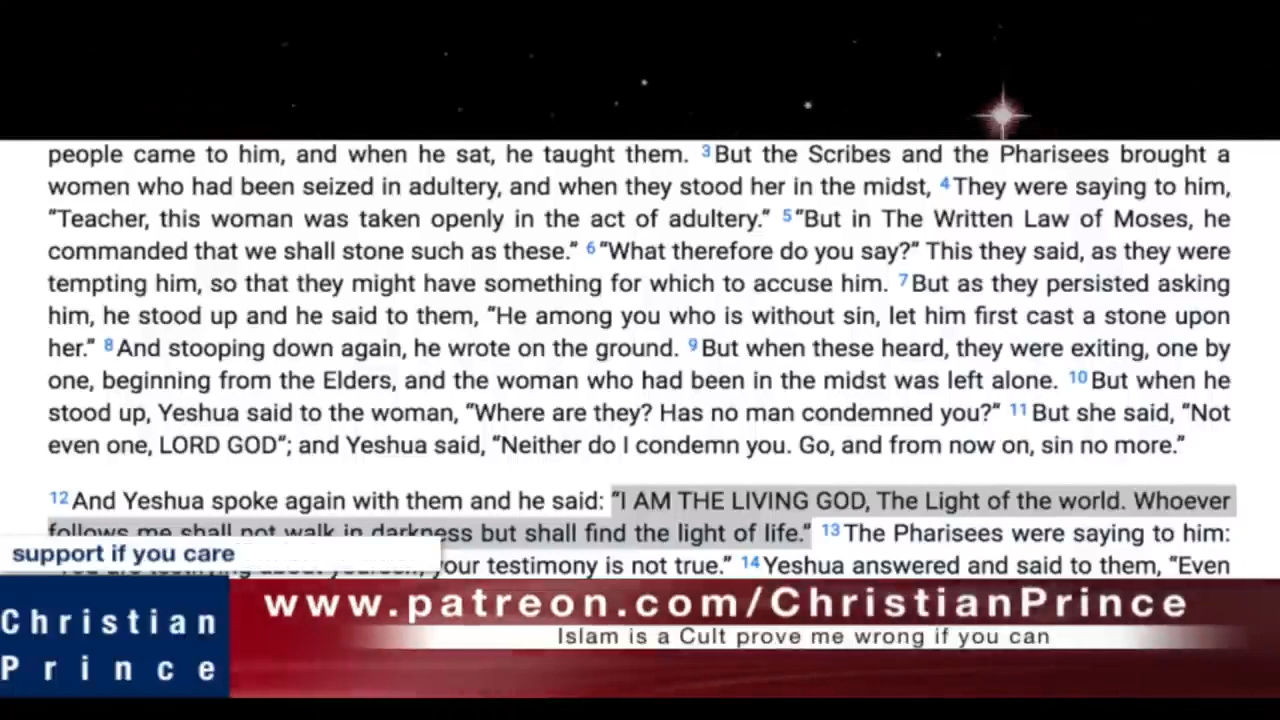 people came to him, and when he sat, he taught them. 3 But the Scribes and the Pharisees brought a
women who had been seized in adultery, and when they stood her in the midst, 4 They were saying to him,
“Teacher, this woman was taken openly in the act of adultery.” 5 “But in The Written Law of Moses, he
commanded that we shall stone such as these.” 6 “What therefore do you say?” This they said, as they were
tempting him, so that they might have something for which to accuse him. 7 But as they persisted asking
him, he stood up and he said to them, “He among you who is without sin, let him first cast a stone upon
her.” 8 And stooping down again, he wrote on the ground. 9 But when these heard, they were exiting, one by
one, beginning from the Elders, and the woman who had been in the midst was left alone. 10 But when he
stood up, Yeshua said to the woman, “Where are they? Has no man condemned you?” 11 But she said, “Not
even one, LORD GOD”; and Yeshua said, “Neither do I condemn you. Go, and from now on, sin no more.”
12 And Yeshua spoke again with them and he said: “I AM THE LIVING GOD, The Light of the world. Whoever
follows me shall not walk in darkness but shall find the light of life.” 13 The Pharisees were saying to him:
your testimony is not true.” 14 Yeshua answered and said to them, “Even
support if you care
Christian
Prince
www.patreon.com/ChristianPrince
Islam is a Cult prove me wrong if you can